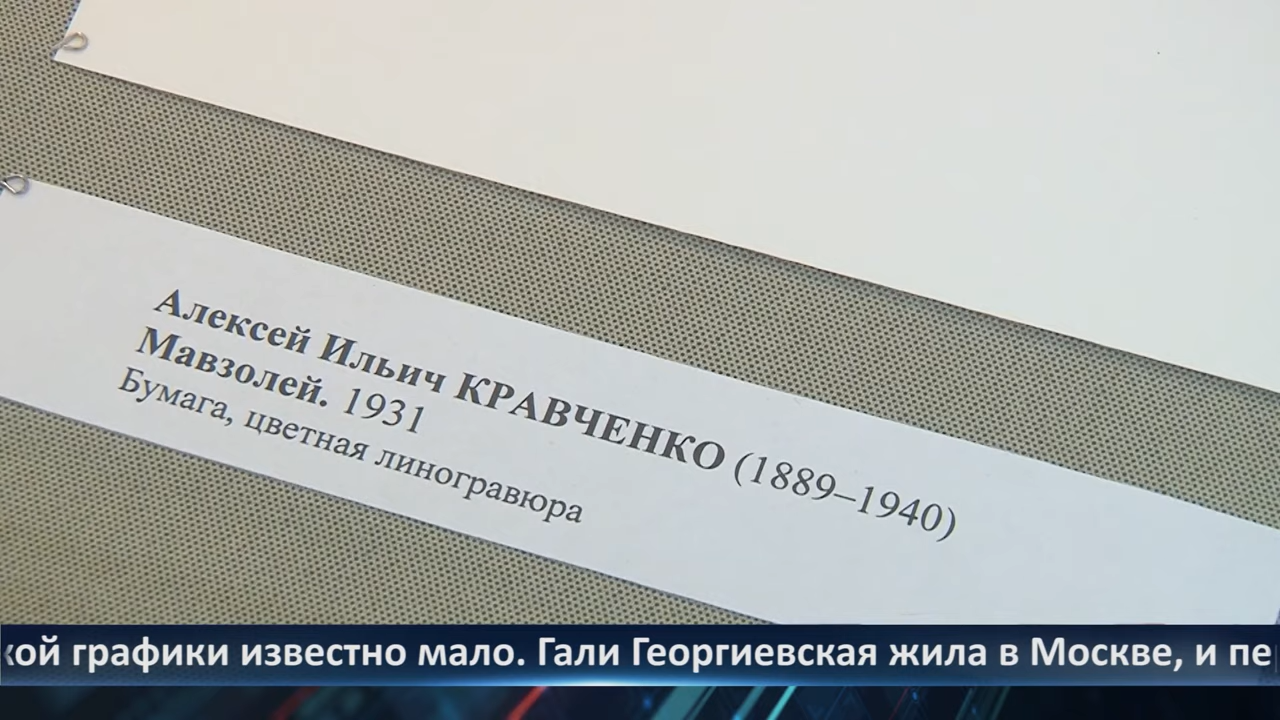 Алексей Ильич КРАВЧЕНКО (1889–1940)
Мавзолей. 1931
Бумага, цветная линогравюра
кой графики известно мало. Гали Георгиевская жила в Москве, и пе